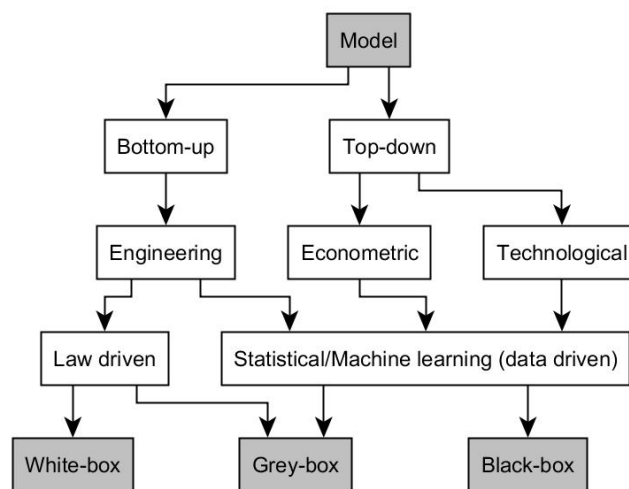 Model
Bottom-up
Top-down
Engineering
Econometric
Technological
Law driven
Statistical/Machine learning (data driven)
White-box
Grey-box
Black-box